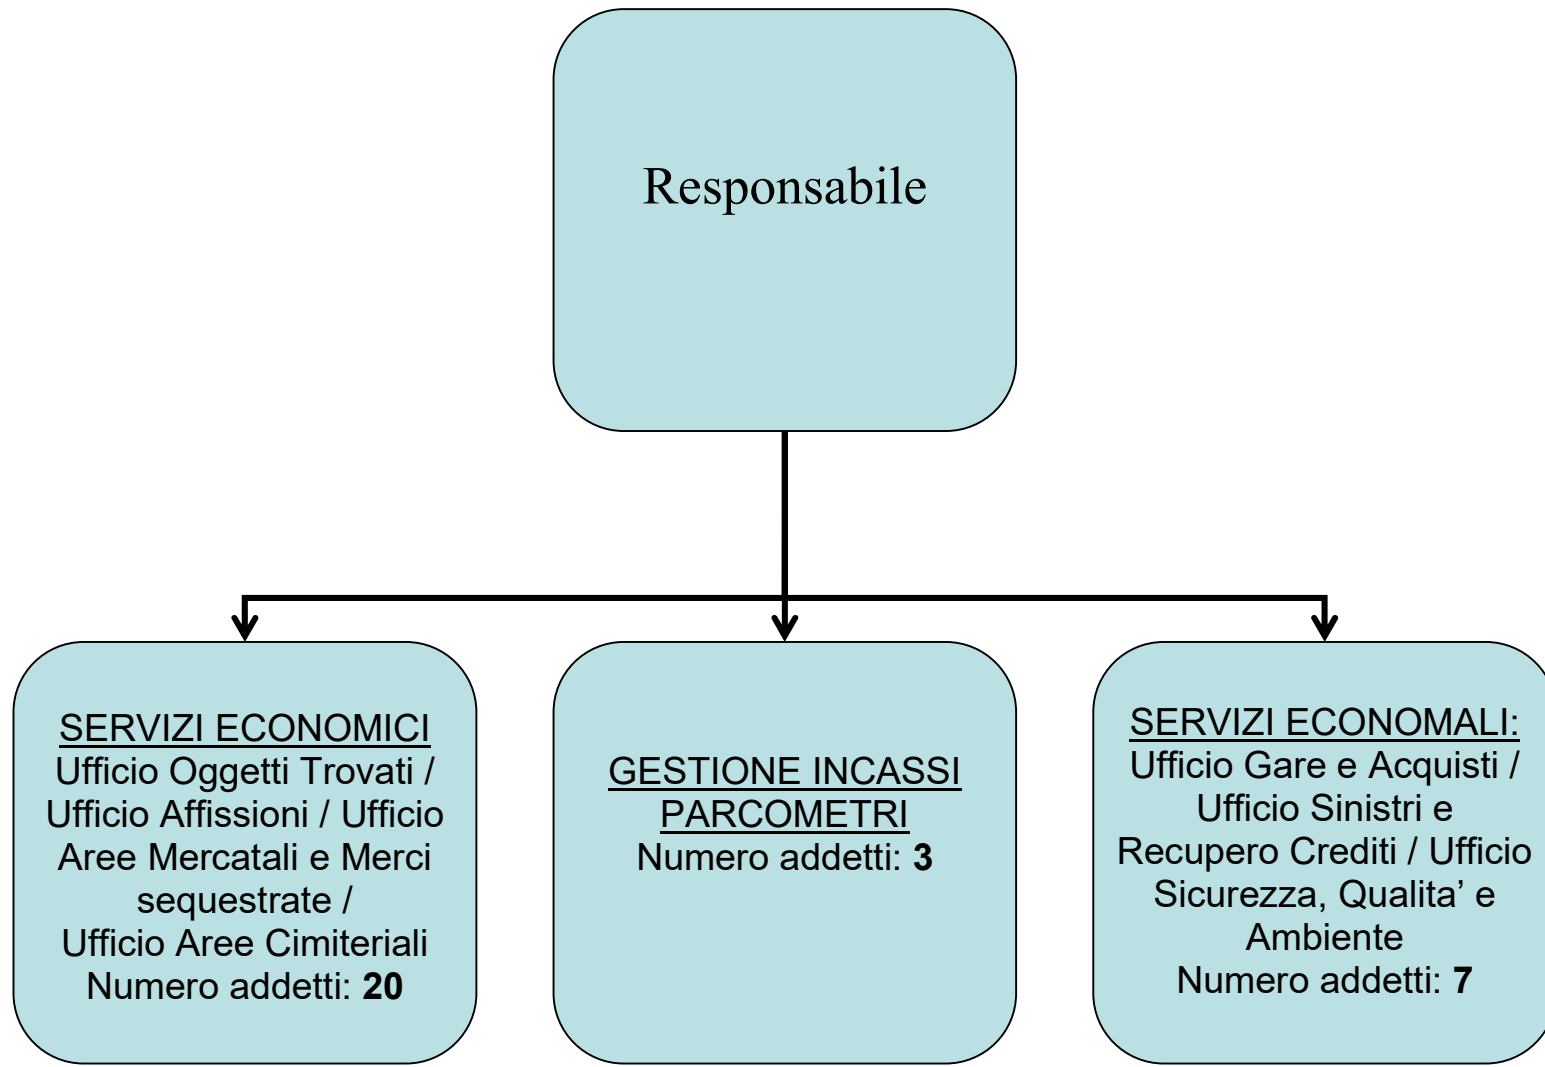 Responsabile
SERVIZI ECONOMICI
Ufficio Oggetti Trovati /
Ufficio Affissioni / Ufficio
Aree Mercatali e Merci
sequestrate /
Ufficio Aree Cimiteriali
Numero addetti: 20
GESTIONE INCASSI
PARCOMETRI
Numero addetti: 3
SERVIZI ECONOMALI:
Ufficio Gare e Acquisti /
Ufficio Sinistri e
Recupero Crediti / Ufficio
Sicurezza, Qualita’ e
Ambiente
Numero addetti: 7